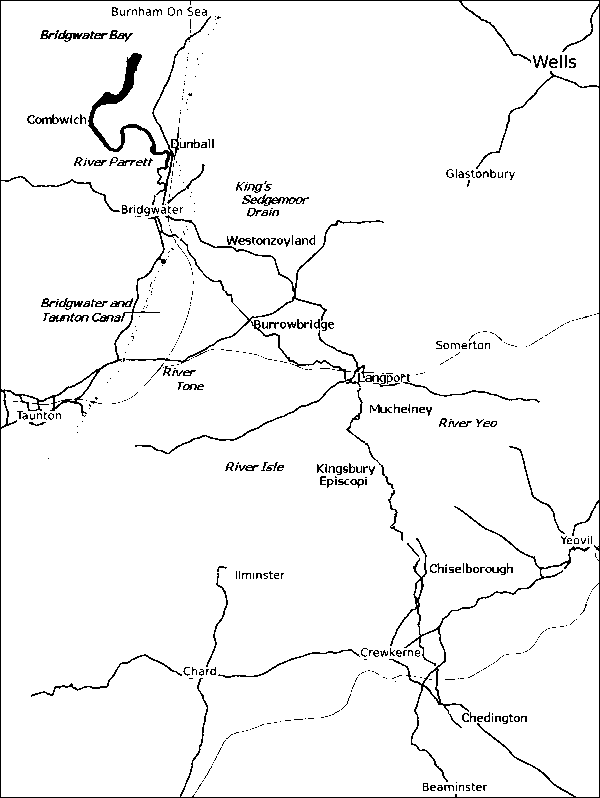 Burnham On Sea
Bridgwater Bay
Wells
Combwich
Dunball
River Parrett
Glastonbury
King's
Sedgemoor
Drain
Bridgwater
Westonzoyland
Bridgwater and
Taunton Canal
Burrowbridge
Somerton
River
Tone
Langport
Taunton
Muchelney
River Yeo
River Isle
Kingsbury
Episcopi
Yeovil
Chiselborough
Ilminster
Crewkerne
Chard
Chedington
Beaminster